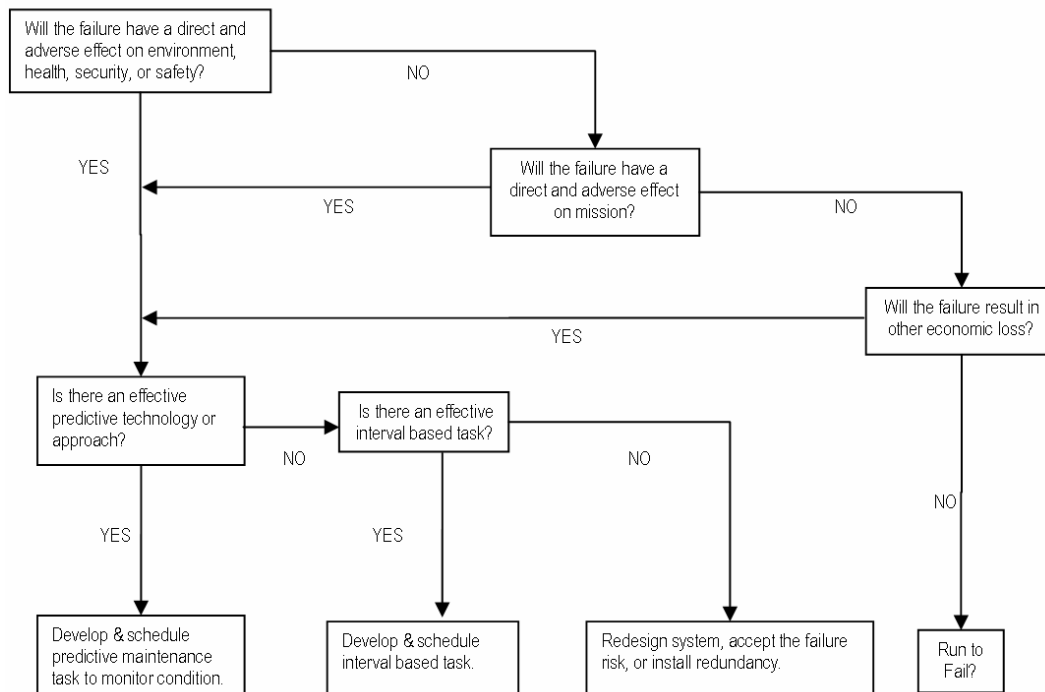 Will the failure have a direct and
adverse effect on environment,
health, security, or safety?
NO
YES
Will the failure have a
direct and adverse effect
on mission?
YES
NO
Will the failure result in
other economic loss?
YES
Is there an effective
predictive technology or
approach?
Is there an effective
interval based task?
NO
NO
NO
YES
YES
Develop & schedule
predictive maintenance
task to monitor condition.
Develop & schedule
interval based task.
Redesign system, accept the failure
risk, or install redundancy.
Run to
Fail?